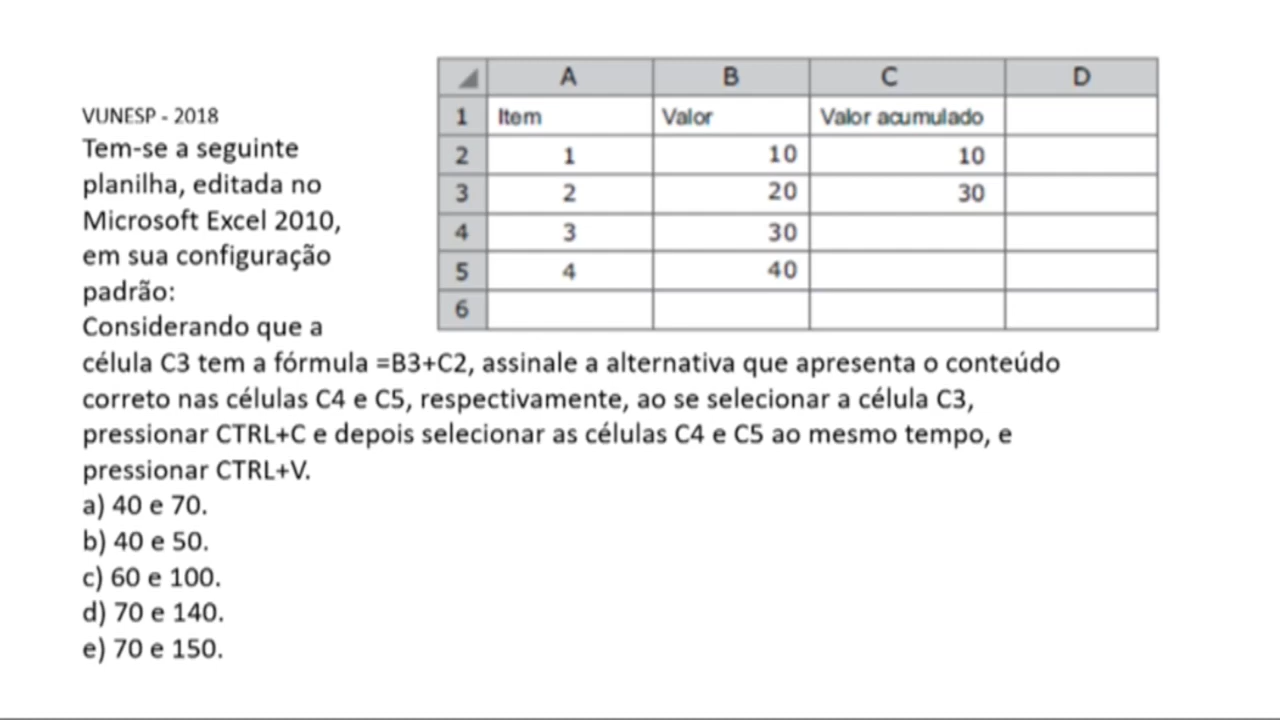 A B C D
1 Item Valor Valor acumulado
2 1 10 10
3 2 20 30
4 3 30
5 4 40
6
VUNESP - 2018
Tem-se a seguinte
planilha, editada no
Microsoft Excel 2010,
em sua configuração
padrão:
Considerando que a
célula C3 tem a fórmula =B3+C2, assinale a alternativa que apresenta o conteúdo
correto nas células C4 e C5, respectivamente, ao se selecionar a célula C3,
pressionar CTRL+C e depois selecionar as células C4 e C5 ao mesmo tempo, e
pressionar CTRL+V.
a) 40 e 70.
b) 40 e 50.
c) 60 e 100.
d) 70 e 140.
e) 70 e 150.